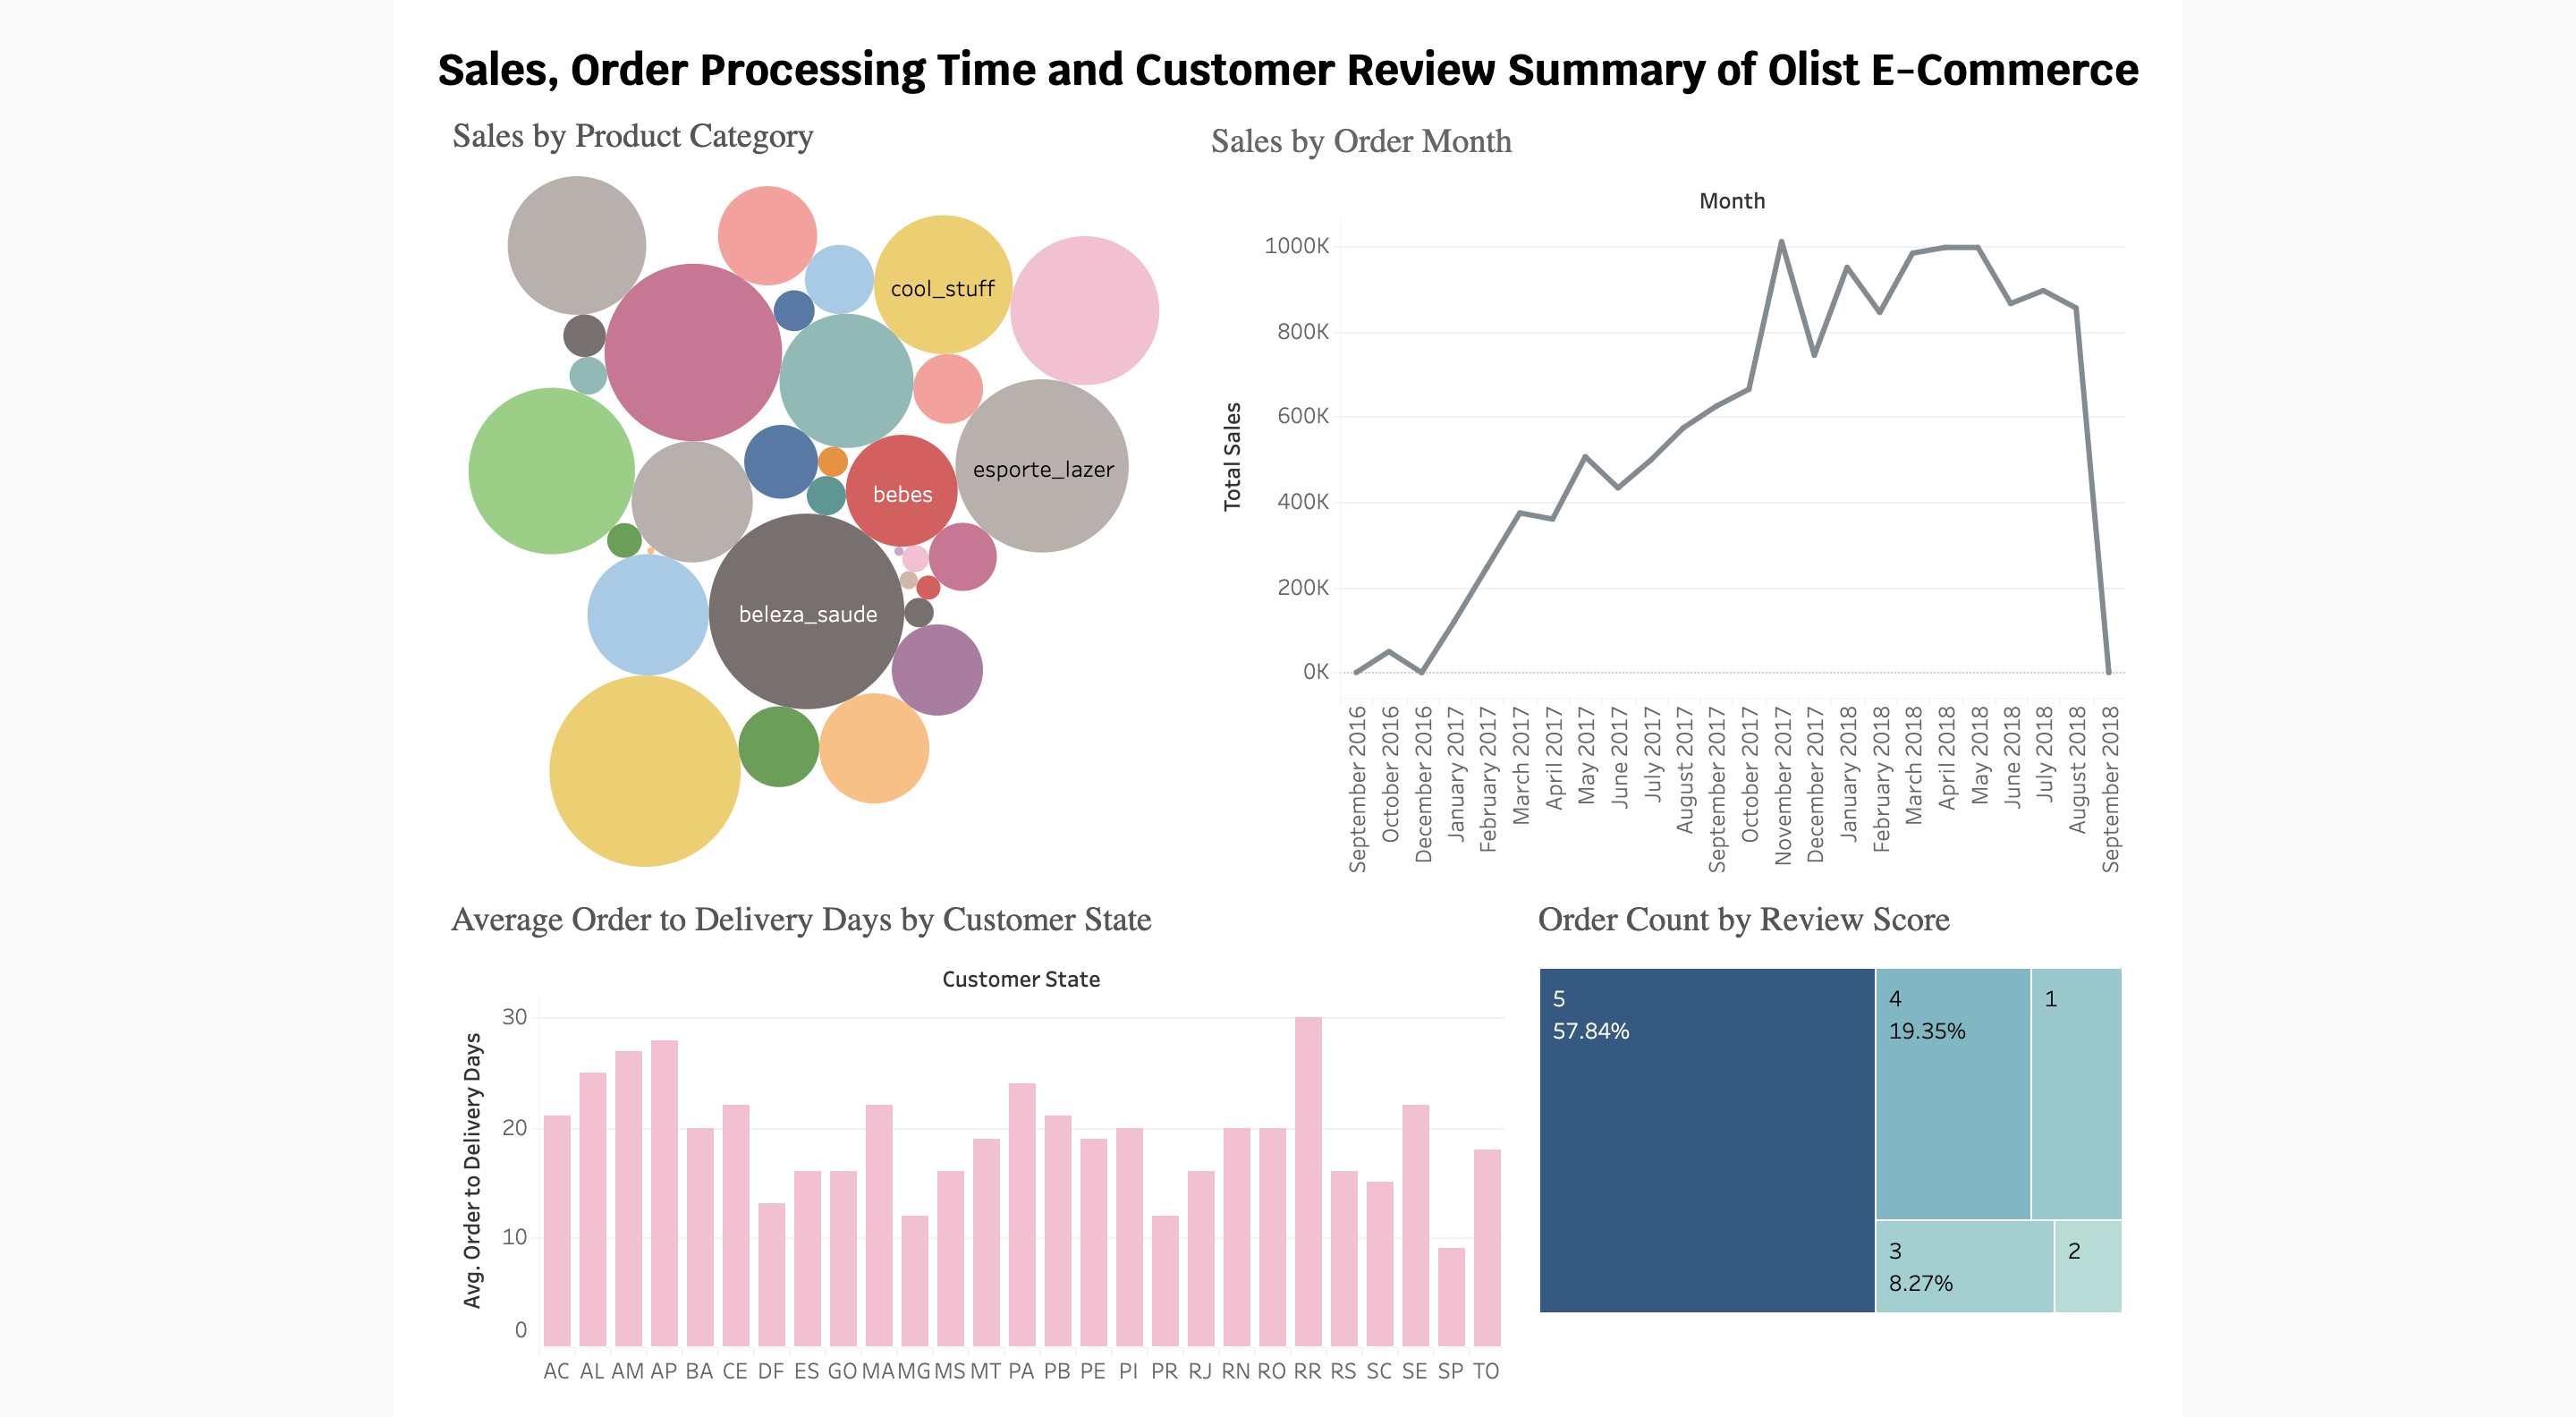 Sales, Order Processing Time and Customer Review Summary of Olist E-Commerce
Sales by Product Category
cool_stuff
esporte_lazer
bebes
beleza_saude
Sales by Order Month
Month
Total Sales
1000K
800K
600K
400K
200K
0K
September 2016
October 2016
December 2016
January 2017
February 2017
March 2017
April 2017
May 2017
June 2017
July 2017
August 2017
September 2017
October 2017
November 2017
December 2017
January 2018
February 2018
March 2018
April 2018
May 2018
June 2018
July 2018
August 2018
September 2018
Average Order to Delivery Days by Customer State
Customer State
Avg. Order to Delivery Days
30
20
10
0
AC AL AM AP BA CE DF ES GO MA MG MS MT PA PB PE PI PR RJ RN RO RR RS SC SE SP TO
Order Count by Review Score
5
57.84%
4
19.35%
1
3
8.27%
2